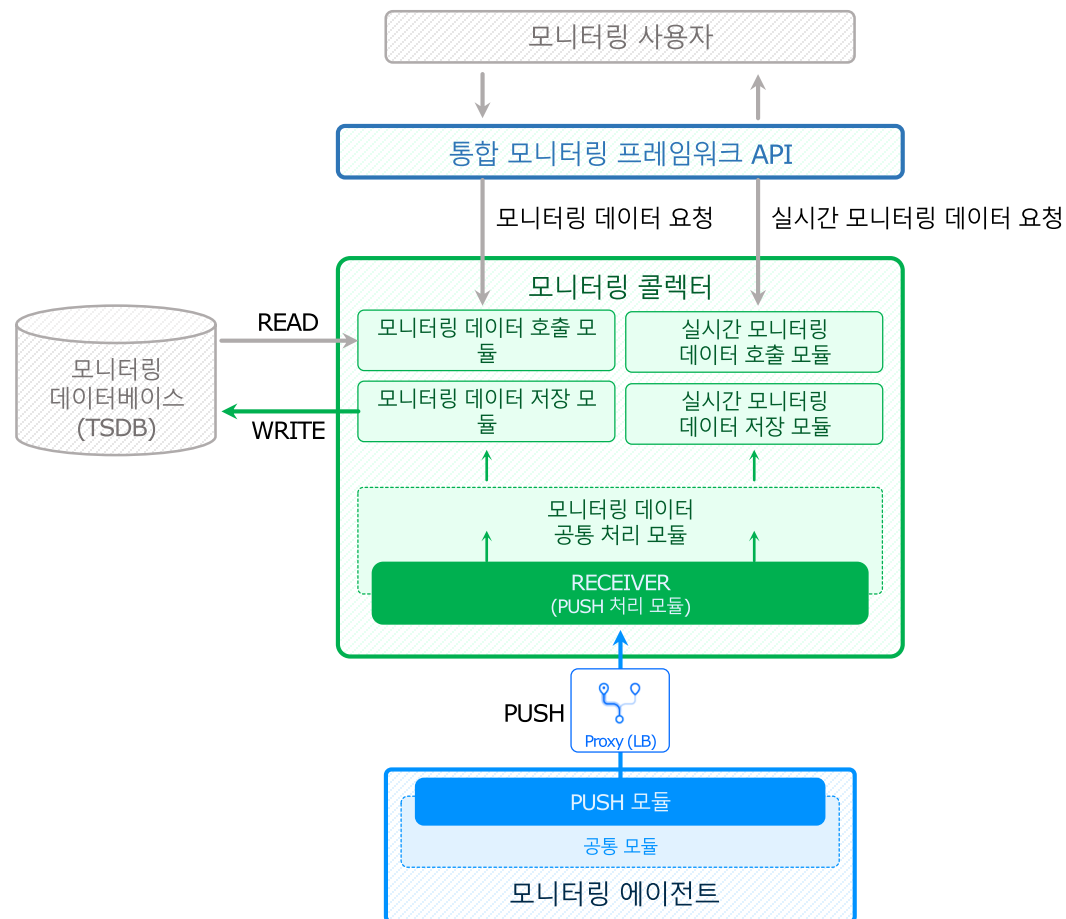 모니터링 사용자
통합 모니터링 프레임워크 API
모니터링 데이터 요청
실시간 모니터링 데이터 요청
모니터링 콜렉터
READ
모니터링 데이터 호출 모
듈
실시간 모니터링
데이터 호출 모듈
모니터링
데이터베이스
(TSDB)
WRITE
모니터링 데이터 저장 모
듈
실시간 모니터링
데이터 저장 모듈
모니터링 데이터
공통 처리 모듈
RECEIVER
(PUSH 처리 모듈)
PUSH
Proxy (LB)
PUSH 모듈
공통 모듈
모니터링 에이전트